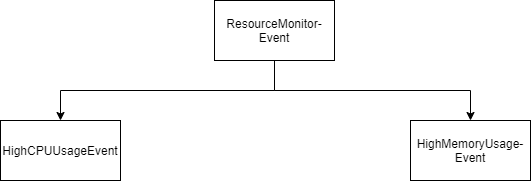 ResourceMonitor-
Event
HighCPUUsageEvent
HighMemoryUsage-
Event